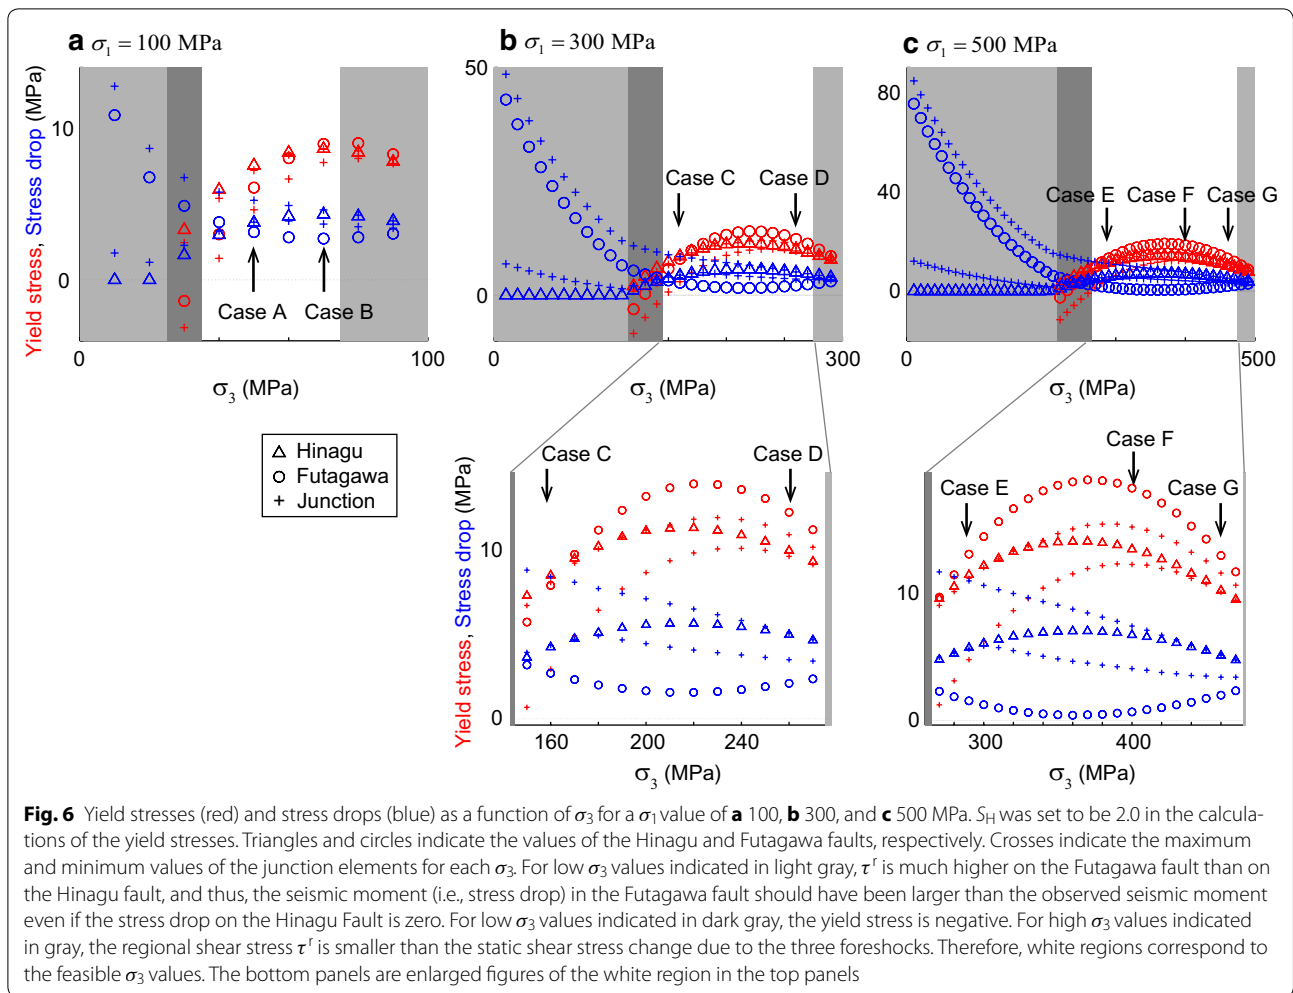 a σ1 = 100 MPa
b σ1 = 300 MPa
c σ1 = 500 MPa
Yield stress, Stress drop (MPa)
10
0
Case A
Case B
0
100
σ3 (MPa)
50
0
Case C
Case D
0
300
σ3 (MPa)
80
40
0
Case E
Case F
Case G
0
500
σ3 (MPa)
Hinagu
Futagawa
Junction
Yield stress, Stress drop (MPa)
10
0
Case C
Case D
160
200
240
σ3 (MPa)
10
0
Case E
Case F
Case G
300
400
σ3 (MPa)
Fig. 6 Yield stresses (red) and stress drops (blue) as a function of σ3 for a σ1 value of a 100, b 300, and c 500 MPa. SH was set to be 2.0 in the calcula-
tions of the yield stresses. Triangles and circles indicate the values of the Hinagu and Futagawa faults, respectively. Crosses indicate the maximum
and minimum values of the junction elements for each σ3. For low σ3 values indicated in light gray, τr is much higher on the Futagawa fault than on
the Hinagu fault, and thus, the seismic moment (i.e., stress drop) in the Futagawa fault should have been larger than the observed seismic moment
even if the stress drop on the Hinagu Fault is zero. For low σ3 values indicated in dark gray, the yield stress is negative. For high σ3 values indicated
in gray, the regional shear stress τr is smaller than the static shear stress change due to the three foreshocks. Therefore, white regions correspond to
the feasible σ3 values. The bottom panels are enlarged figures of the white region in the top panels